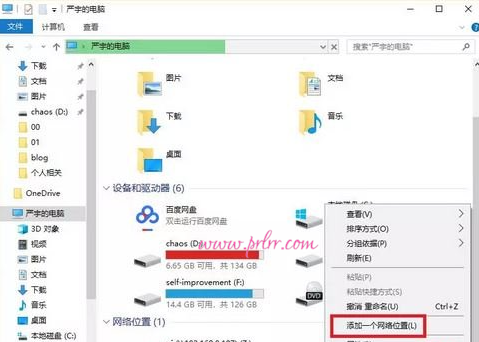 严宇的电脑
文件
计算机
查看
严宇的电脑
搜索"严宇的电脑"
下载
文档
图片
chaos (D:)
00
01
blog
个人相关
OneDrive
严宇的电脑
3D 对象
视频
图片
文档
下载
音乐
桌面
本地磁盘 (C:)
图片
文档
下载
音乐
桌面
设备和驱动器 (6)
百度网盘
双击运行百度网盘
chaos (D:)
6.65 GB 可用，共 134 GB
self-improvement (F:)
14.4 GB 可用，共 126 GB
网络位置 (1)
DVD
查看(V)
排序方式(O)
分组依据(P)
刷新(E)
粘贴(P)
粘贴快捷方式(S)
撤消 重命名(U) Ctrl+Z
添加一个网络位置(L)
www.prlrr.com